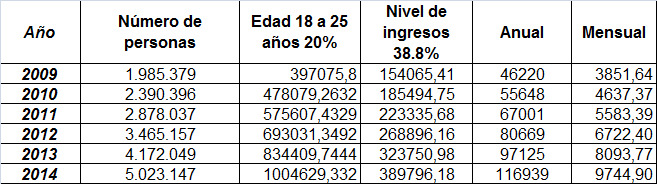 Año Número de personas Edad 18 a 25 años 20% Nivel de ingresos 38.8% Anual Mensual
2009 1.985.379 397075,8 154065,41 46220 3851,64
2010 2.390.396 478079,2632 185494,75 55648 4637,37
2011 2.878.037 575607,4329 223335,68 67001 5583,39
2012 3.465.157 693031,3492 268896,16 80669 6722,40
2013 4.172.049 834409,7444 323750,98 97125 8093,77
2014 5.023.147 1004629,332 389796,18 116939 9744,90